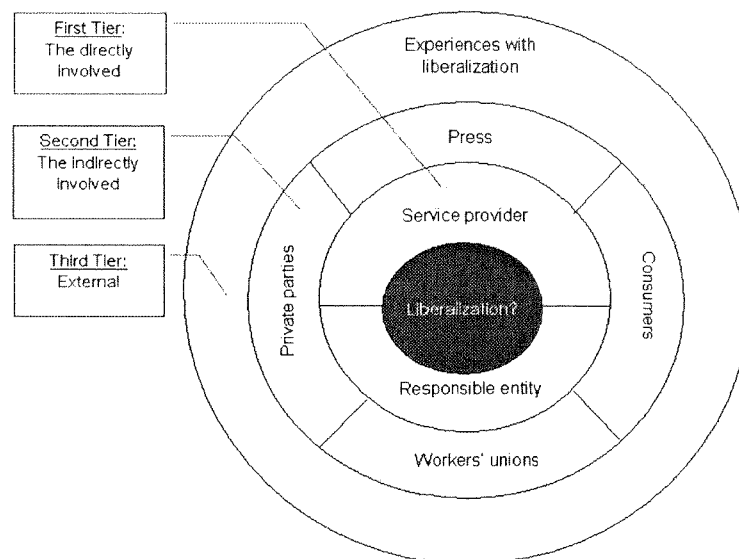 First Tier:
The directly
involved
Second Tier:
The indirectly
involved
Third Tier:
External
Experiences with
liberalization
Press
Service provider
Private parties
Consumers
Liberalization?
Responsible entity
Workers' unions